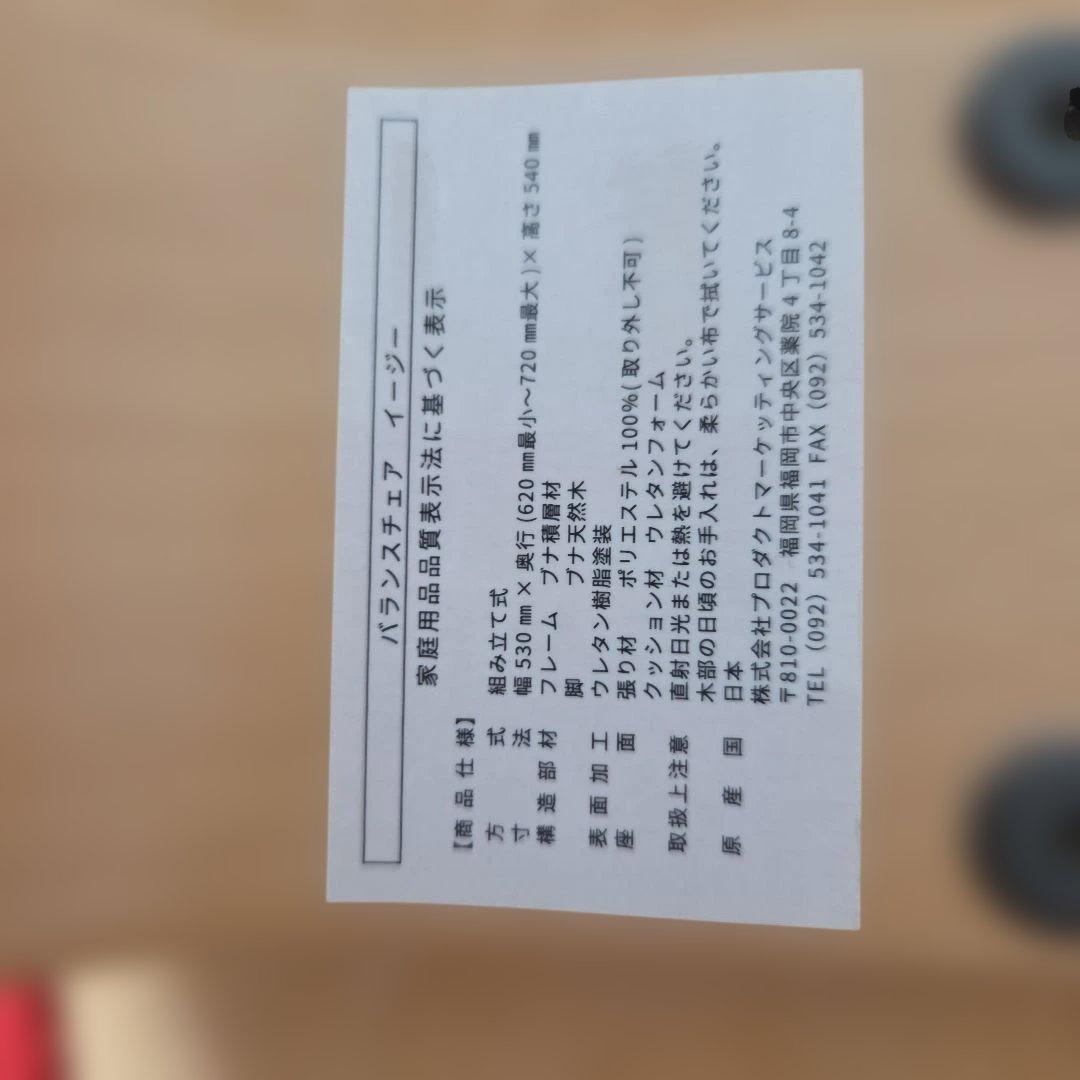 バランスチェア イージー
家庭用品品質表示法に基づく表示
【商品仕様】
方式 組み立て式
寸法 幅 530 ㎜ × 奥行 (620 ㎜最小～720 ㎜最大 ) × 高さ 540 ㎜
構造部材 フレーム ブナ積層材
脚 ブナ天然木
表面加工 ウレタン樹脂塗装
座面 張り材 ポリエステル 100%( 取り外し不可 )
クッション材 ウレタンフォーム
取扱上注意 直射日光または熱を避けてください。
木部の日頃のお手入れは、柔らかい布で拭いてください。
原産国 日本
株式会社プロダクトマーケッティングサービス
〒810-0022 福岡県福岡市中央区薬院 4 丁目 8-4
TEL（092）534-1041 FAX（092）534-1042